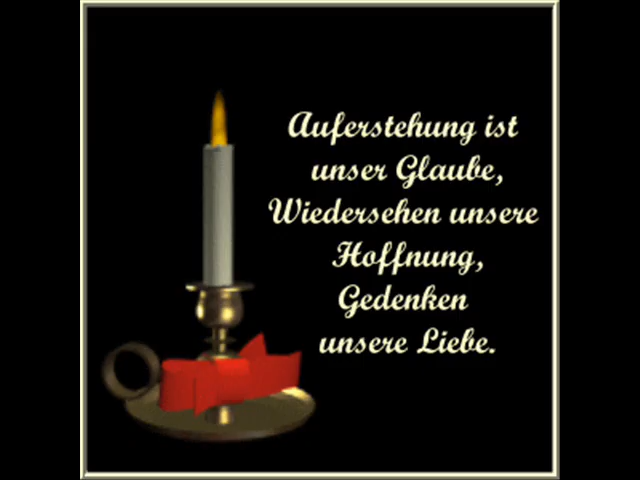 Auferstehung ist
unser Glaube,
Wiedersehen unsere
Hoffnung,
Gedenken
unsere Liebe.